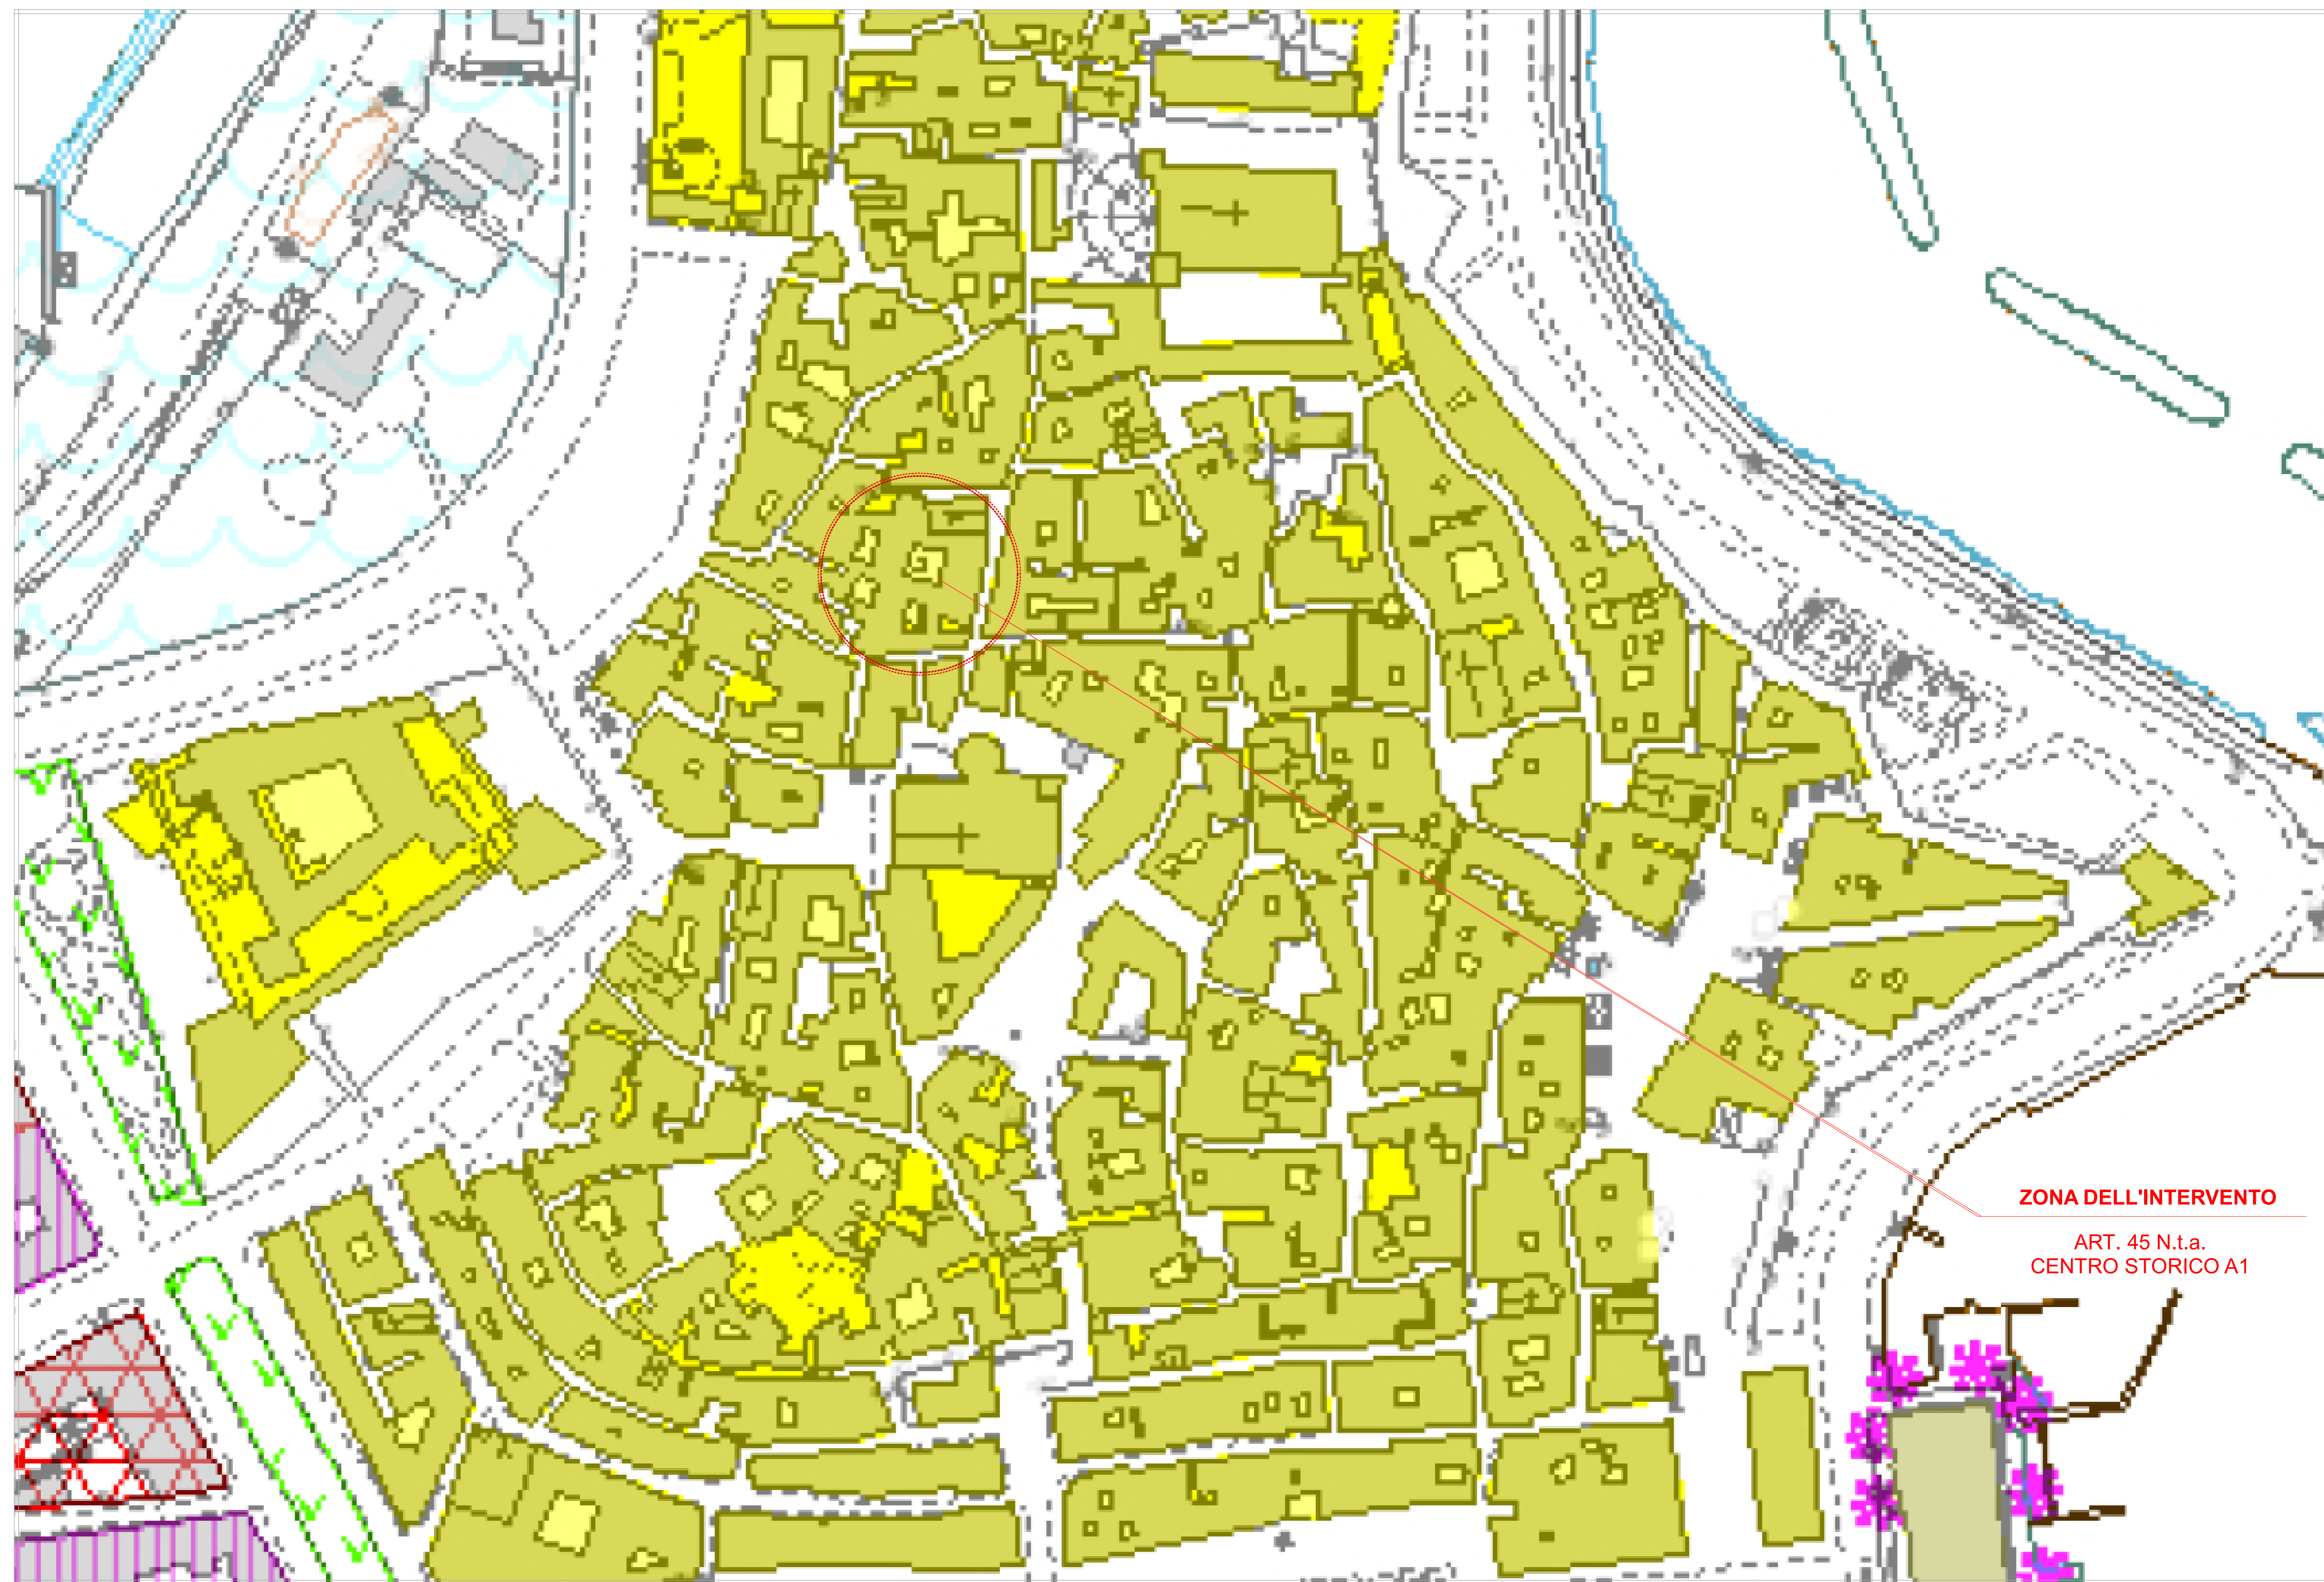 ZONA DELL'INTERVENTO
ART. 45 N.t.a.
CENTRO STORICO A1